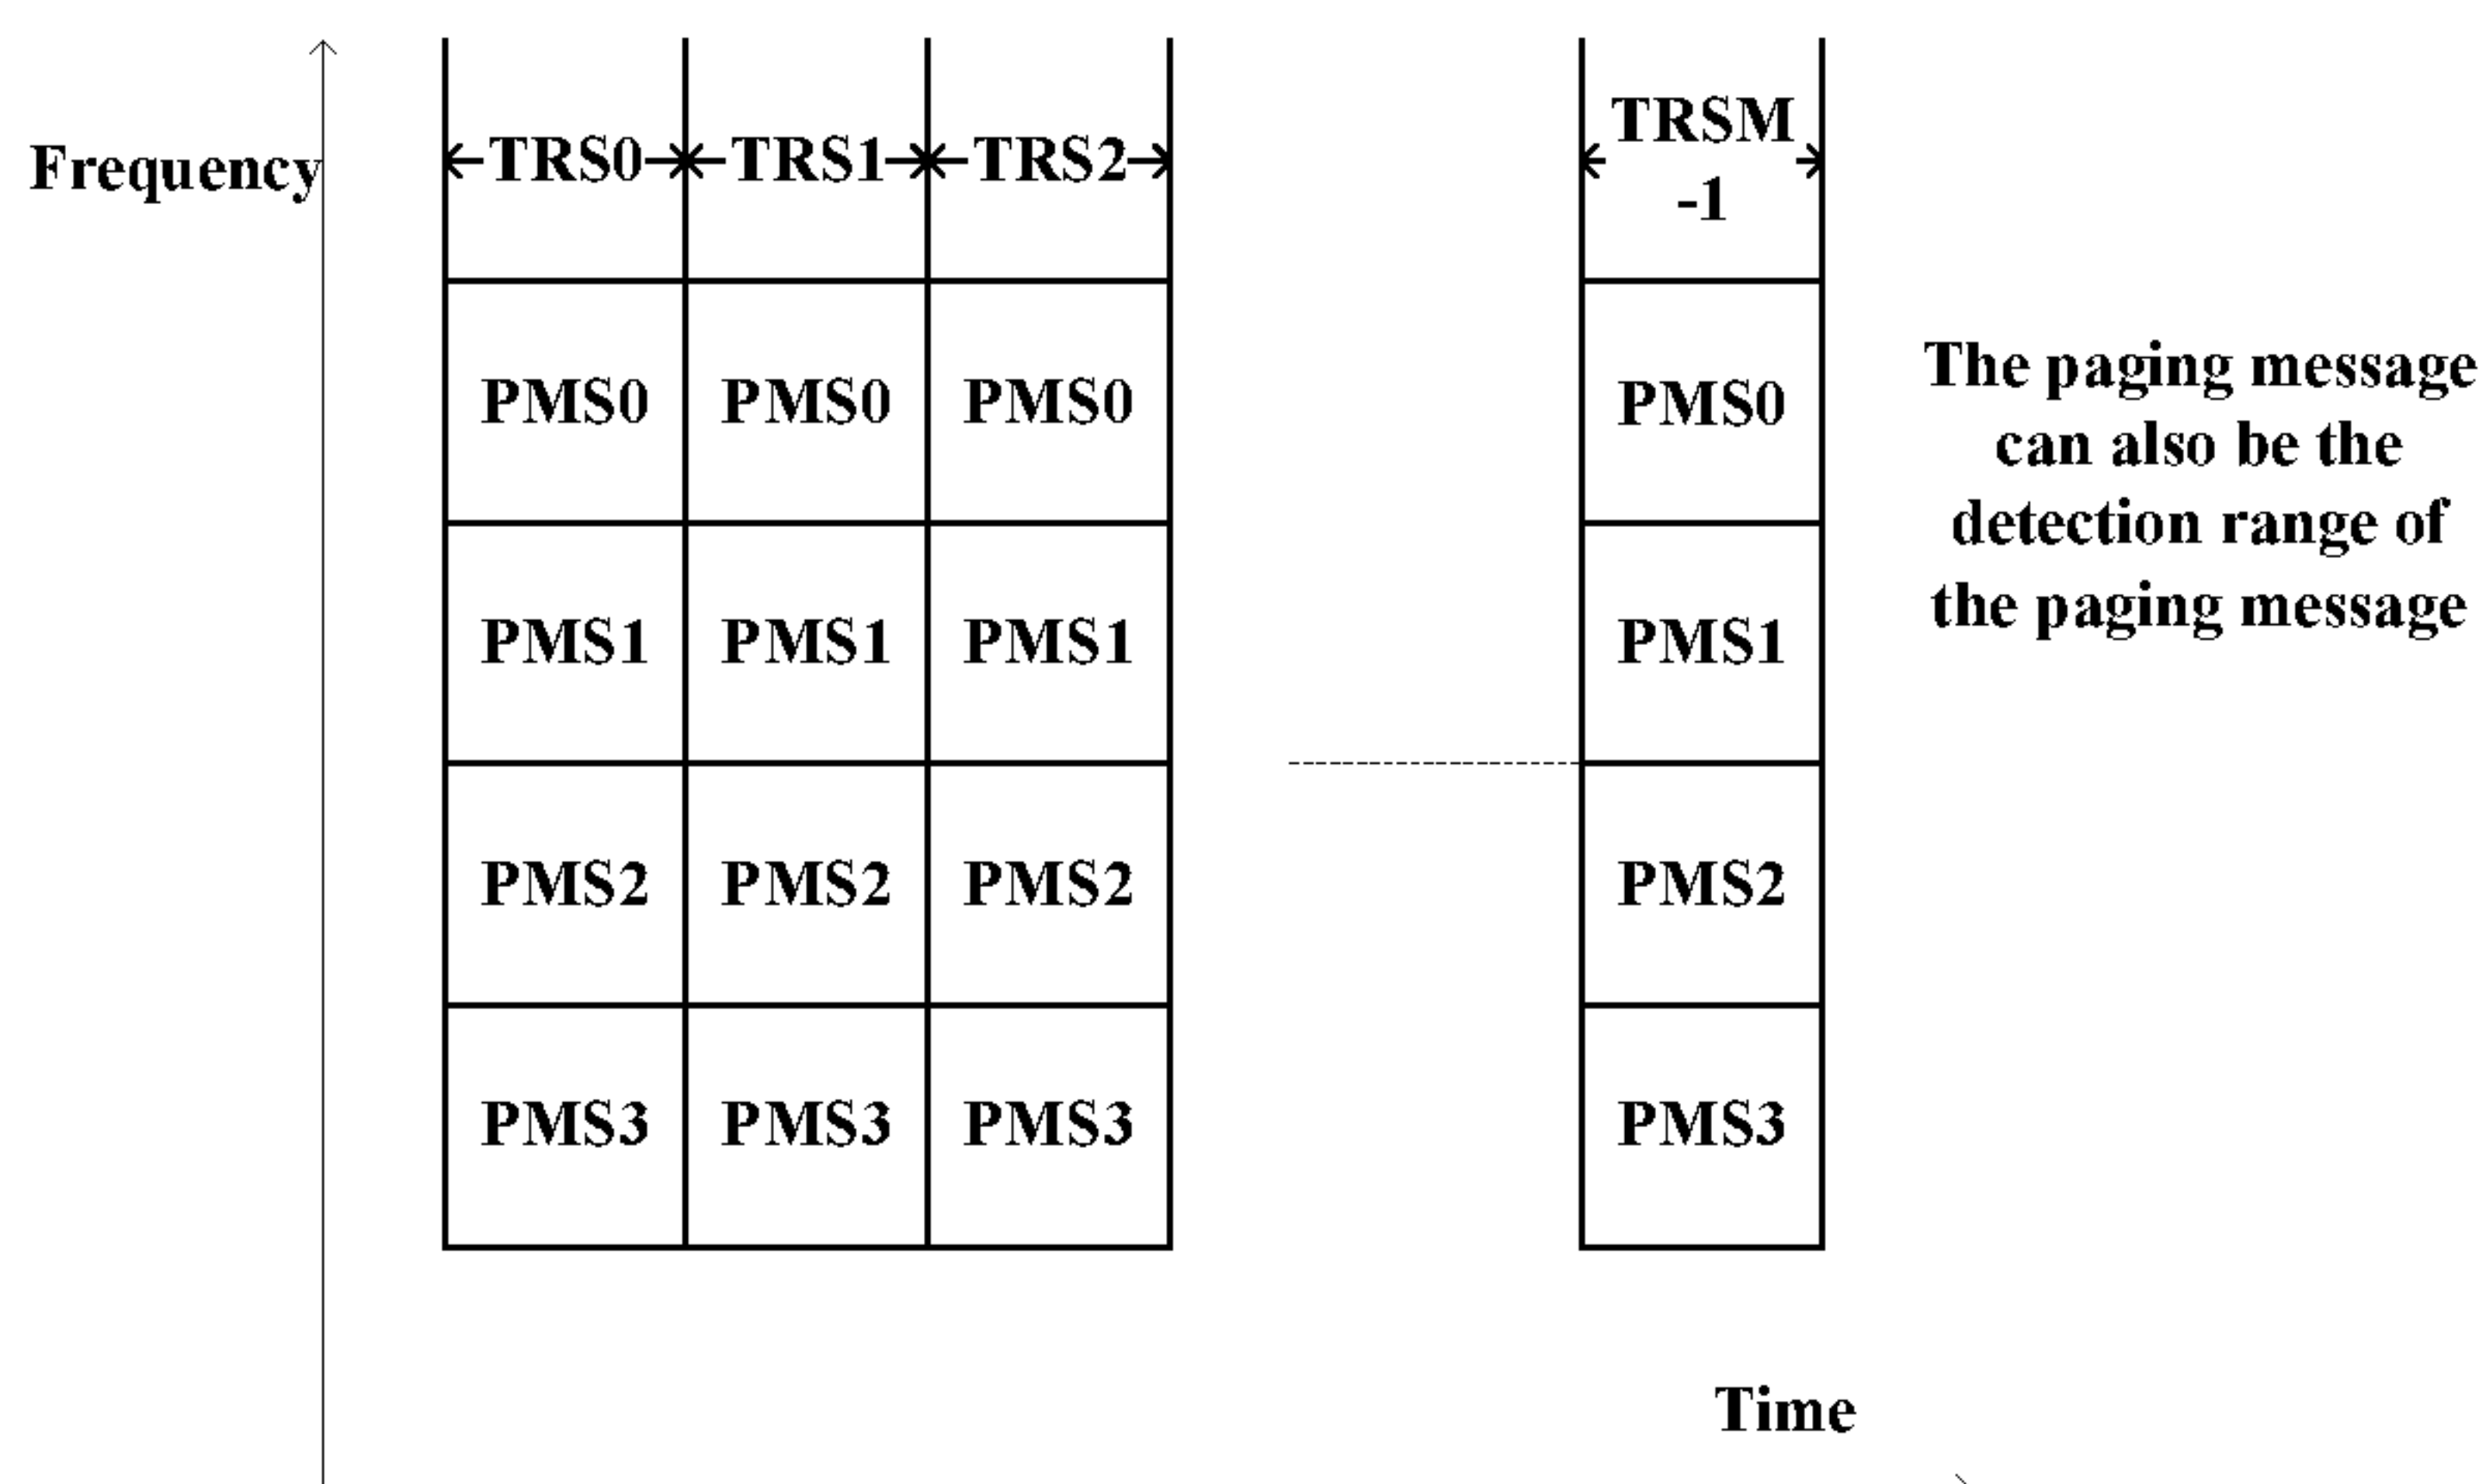 Frequency
TRS0 TRS1 TRS2 TRSM
-1
PMS0 PMS0 PMS0 PMS0
PMS1 PMS1 PMS1 PMS1
PMS2 PMS2 PMS2 PMS2
PMS3 PMS3 PMS3 PMS3
The paging message
can also be the
detection range of
the paging message
Time